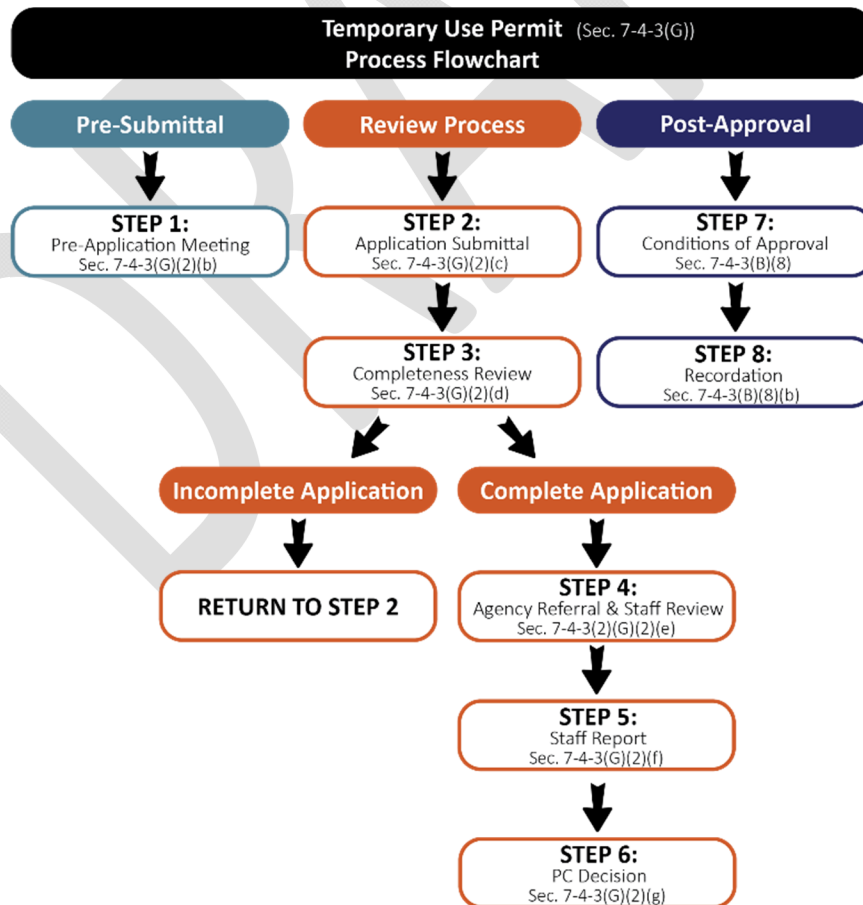 Temporary Use Permit (Sec. 7-4-3(G))
Process Flowchart
Pre-Submittal
STEP 1:
Pre-Application Meeting
Sec. 7-4-3(G)(2)(b)
Review Process
STEP 2:
Application Submittal
Sec. 7-4-3(G)(2)(c)
STEP 3:
Completeness Review
Sec. 7-4-3(G)(2)(d)
Incomplete Application
RETURN TO STEP 2
Complete Application
STEP 4:
Agency Referral & Staff Review
Sec. 7-4-3(2)(G)(2)(e)
STEP 5:
Staff Report
Sec. 7-4-3(G)(2)(f)
STEP 6:
PC Decision
Sec. 7-4-3(G)(2)(g)
Post-Approval
STEP 7:
Conditions of Approval
Sec. 7-4-3(B)(8)
STEP 8:
Recordation
Sec. 7-4-3(B)(8)(b)